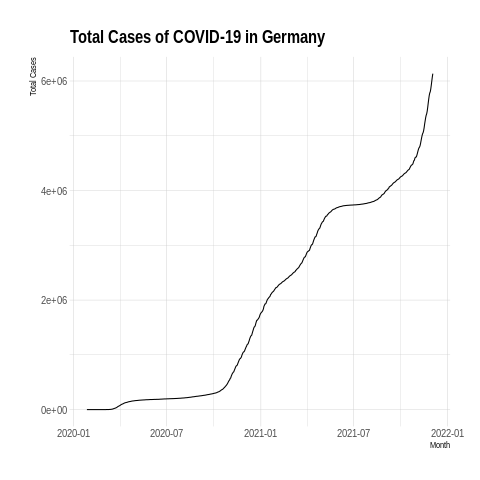 Total Cases of COVID-19 in Germany
Total Cases
6e+06
4e+06
2e+06
0e+00
2020-01 2020-07 2021-01 2021-07 2022-01
Month